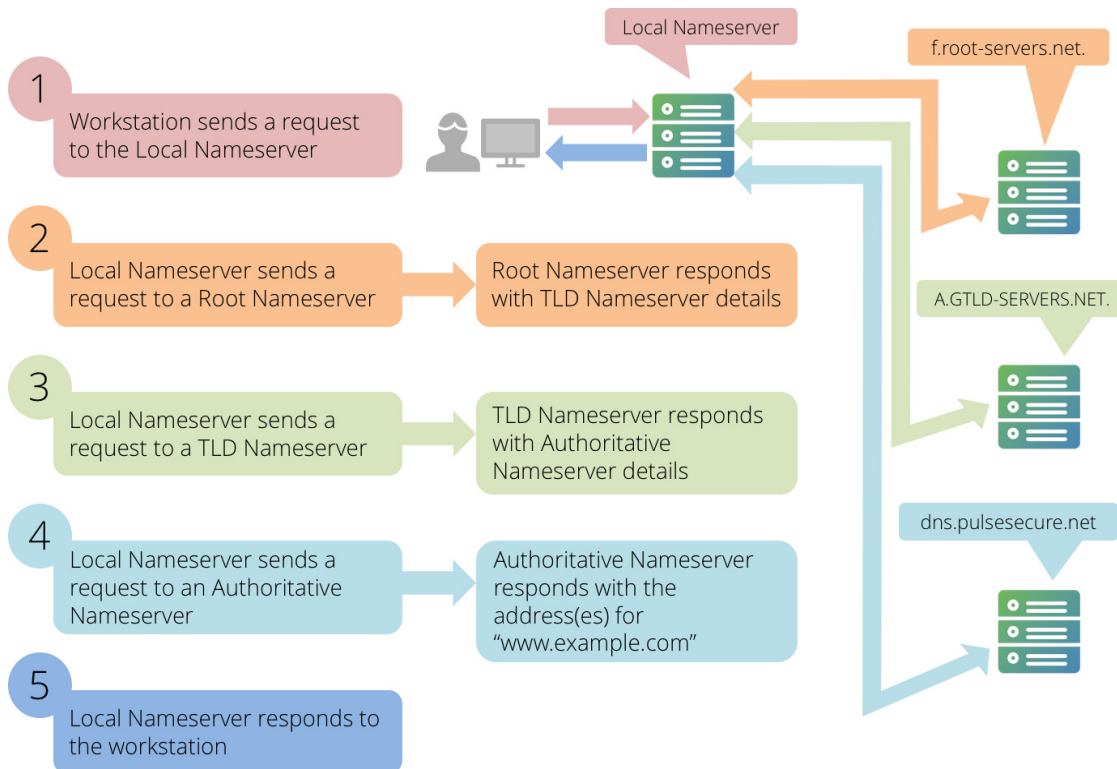 Local Nameserver
f.root-servers.net.
1
Workstation sends a request
to the Local Nameserver
2
Local Nameserver sends a
request to a Root Nameserver
Root Nameserver responds
with TLD Nameserver details
A.GTLD-SERVERS.NET.
3
Local Nameserver sends a
request to a TLD Nameserver
TLD Nameserver responds
with Authoritative
Nameserver details
dns.pulsesecure.net
4
Local Nameserver sends a
request to an Authoritative
Nameserver
Authoritative Nameserver
responds with the
address(es) for
“www.example.com”
5
Local Nameserver responds to
the workstation